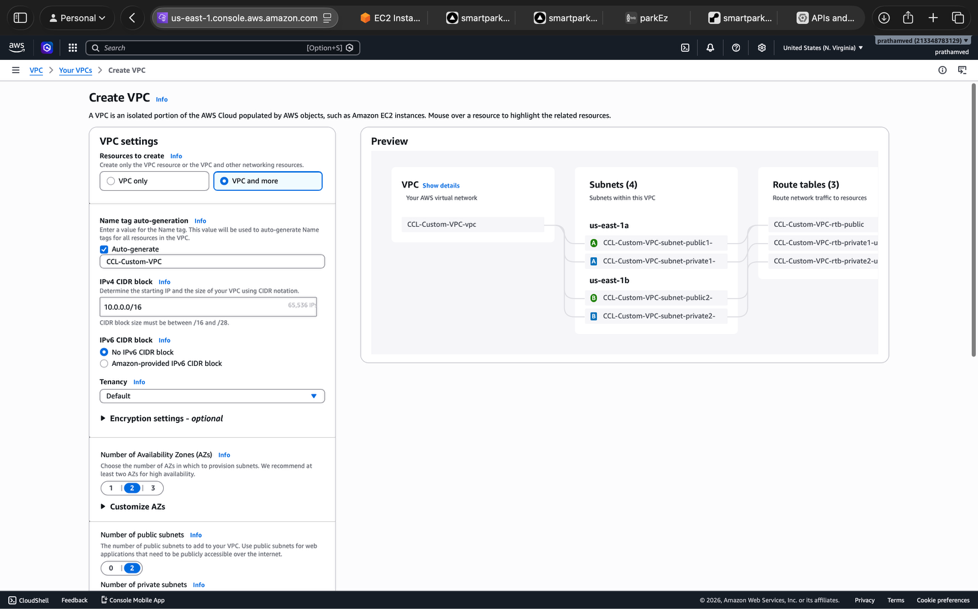 Personal
us-east-1.console.aws.amazon.com
EC2 Insta...
smartpark...
smartpark...
parkEz
smartpark...
APIs and...
aws
Search
[Option+S]
United States (N. Virginia)
prathamved (213348783129)
prathamved
VPC
Your VPCs
Create VPC
Create VPC Info
A VPC is an isolated portion of the AWS Cloud populated by AWS objects, such as Amazon EC2 instances. Mouse over a resource to highlight the related resources.
VPC settings
Resources to create Info
Create only the VPC resource or the VPC and other networking resources.
VPC only
VPC and more
Name tag auto-generation Info
Enter a value for the Name tag. This value will be used to auto-generate Name
tags for all resources in the VPC.
Auto-generate
CCL-Custom-VPC
IPv4 CIDR block Info
Determine the starting IP and the size of your VPC using CIDR notation.
10.0.0.0/16
65,536 IP
CIDR block size must be between /16 and /28.
IPv6 CIDR block Info
No IPv6 CIDR block
Amazon-provided IPv6 CIDR block
Tenancy Info
Default
Encryption settings - optional
Number of Availability Zones (AZs) Info
Choose the number of AZs in which to provision subnets. We recommend at
least two AZs for high availability.
1 2 3
Customize AZs
Number of public subnets Info
The number of public subnets to add to your VPC. Use public subnets for web
applications that need to be publicly accessible over the internet.
0 2
Number of private subnets Info
Preview
VPC Show details
Your AWS virtual network
CCL-Custom-VPC-vpc
Subnets (4)
Subnets within this VPC
us-east-1a
A CCL-Custom-VPC-subnet-public1-
A CCL-Custom-VPC-subnet-private1-
us-east-1b
B CCL-Custom-VPC-subnet-public2-
B CCL-Custom-VPC-subnet-private2-
Route tables (3)
Route network traffic to resources
CCL-Custom-VPC-rtb-public
CCL-Custom-VPC-rtb-private1-u
CCL-Custom-VPC-rtb-private2-u
CloudShell
Feedback
Console Mobile App
© 2026, Amazon Web Services, Inc. or its affiliates.
Privacy
Terms
Cookie preferences